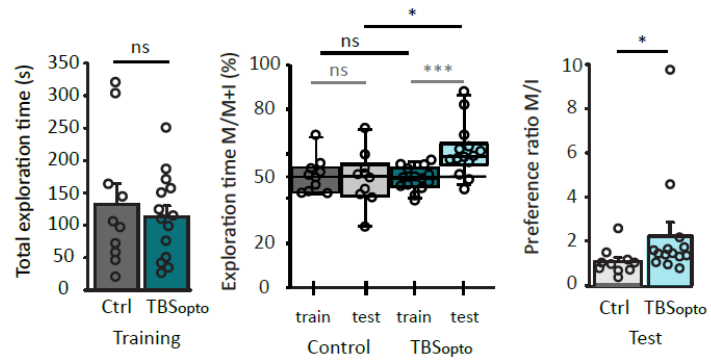 ns
Total exploration time (s)
350
300
250
200
150
100
50
0
Ctrl TBSopto
Training
*
ns
ns ***
Exploration time M/M+I (%)
100
80
50
20
0
train test train test
Control TBSopto
*
Preference ratio M/I
10
8
6
4
2
0
Ctrl TBSopto
Test